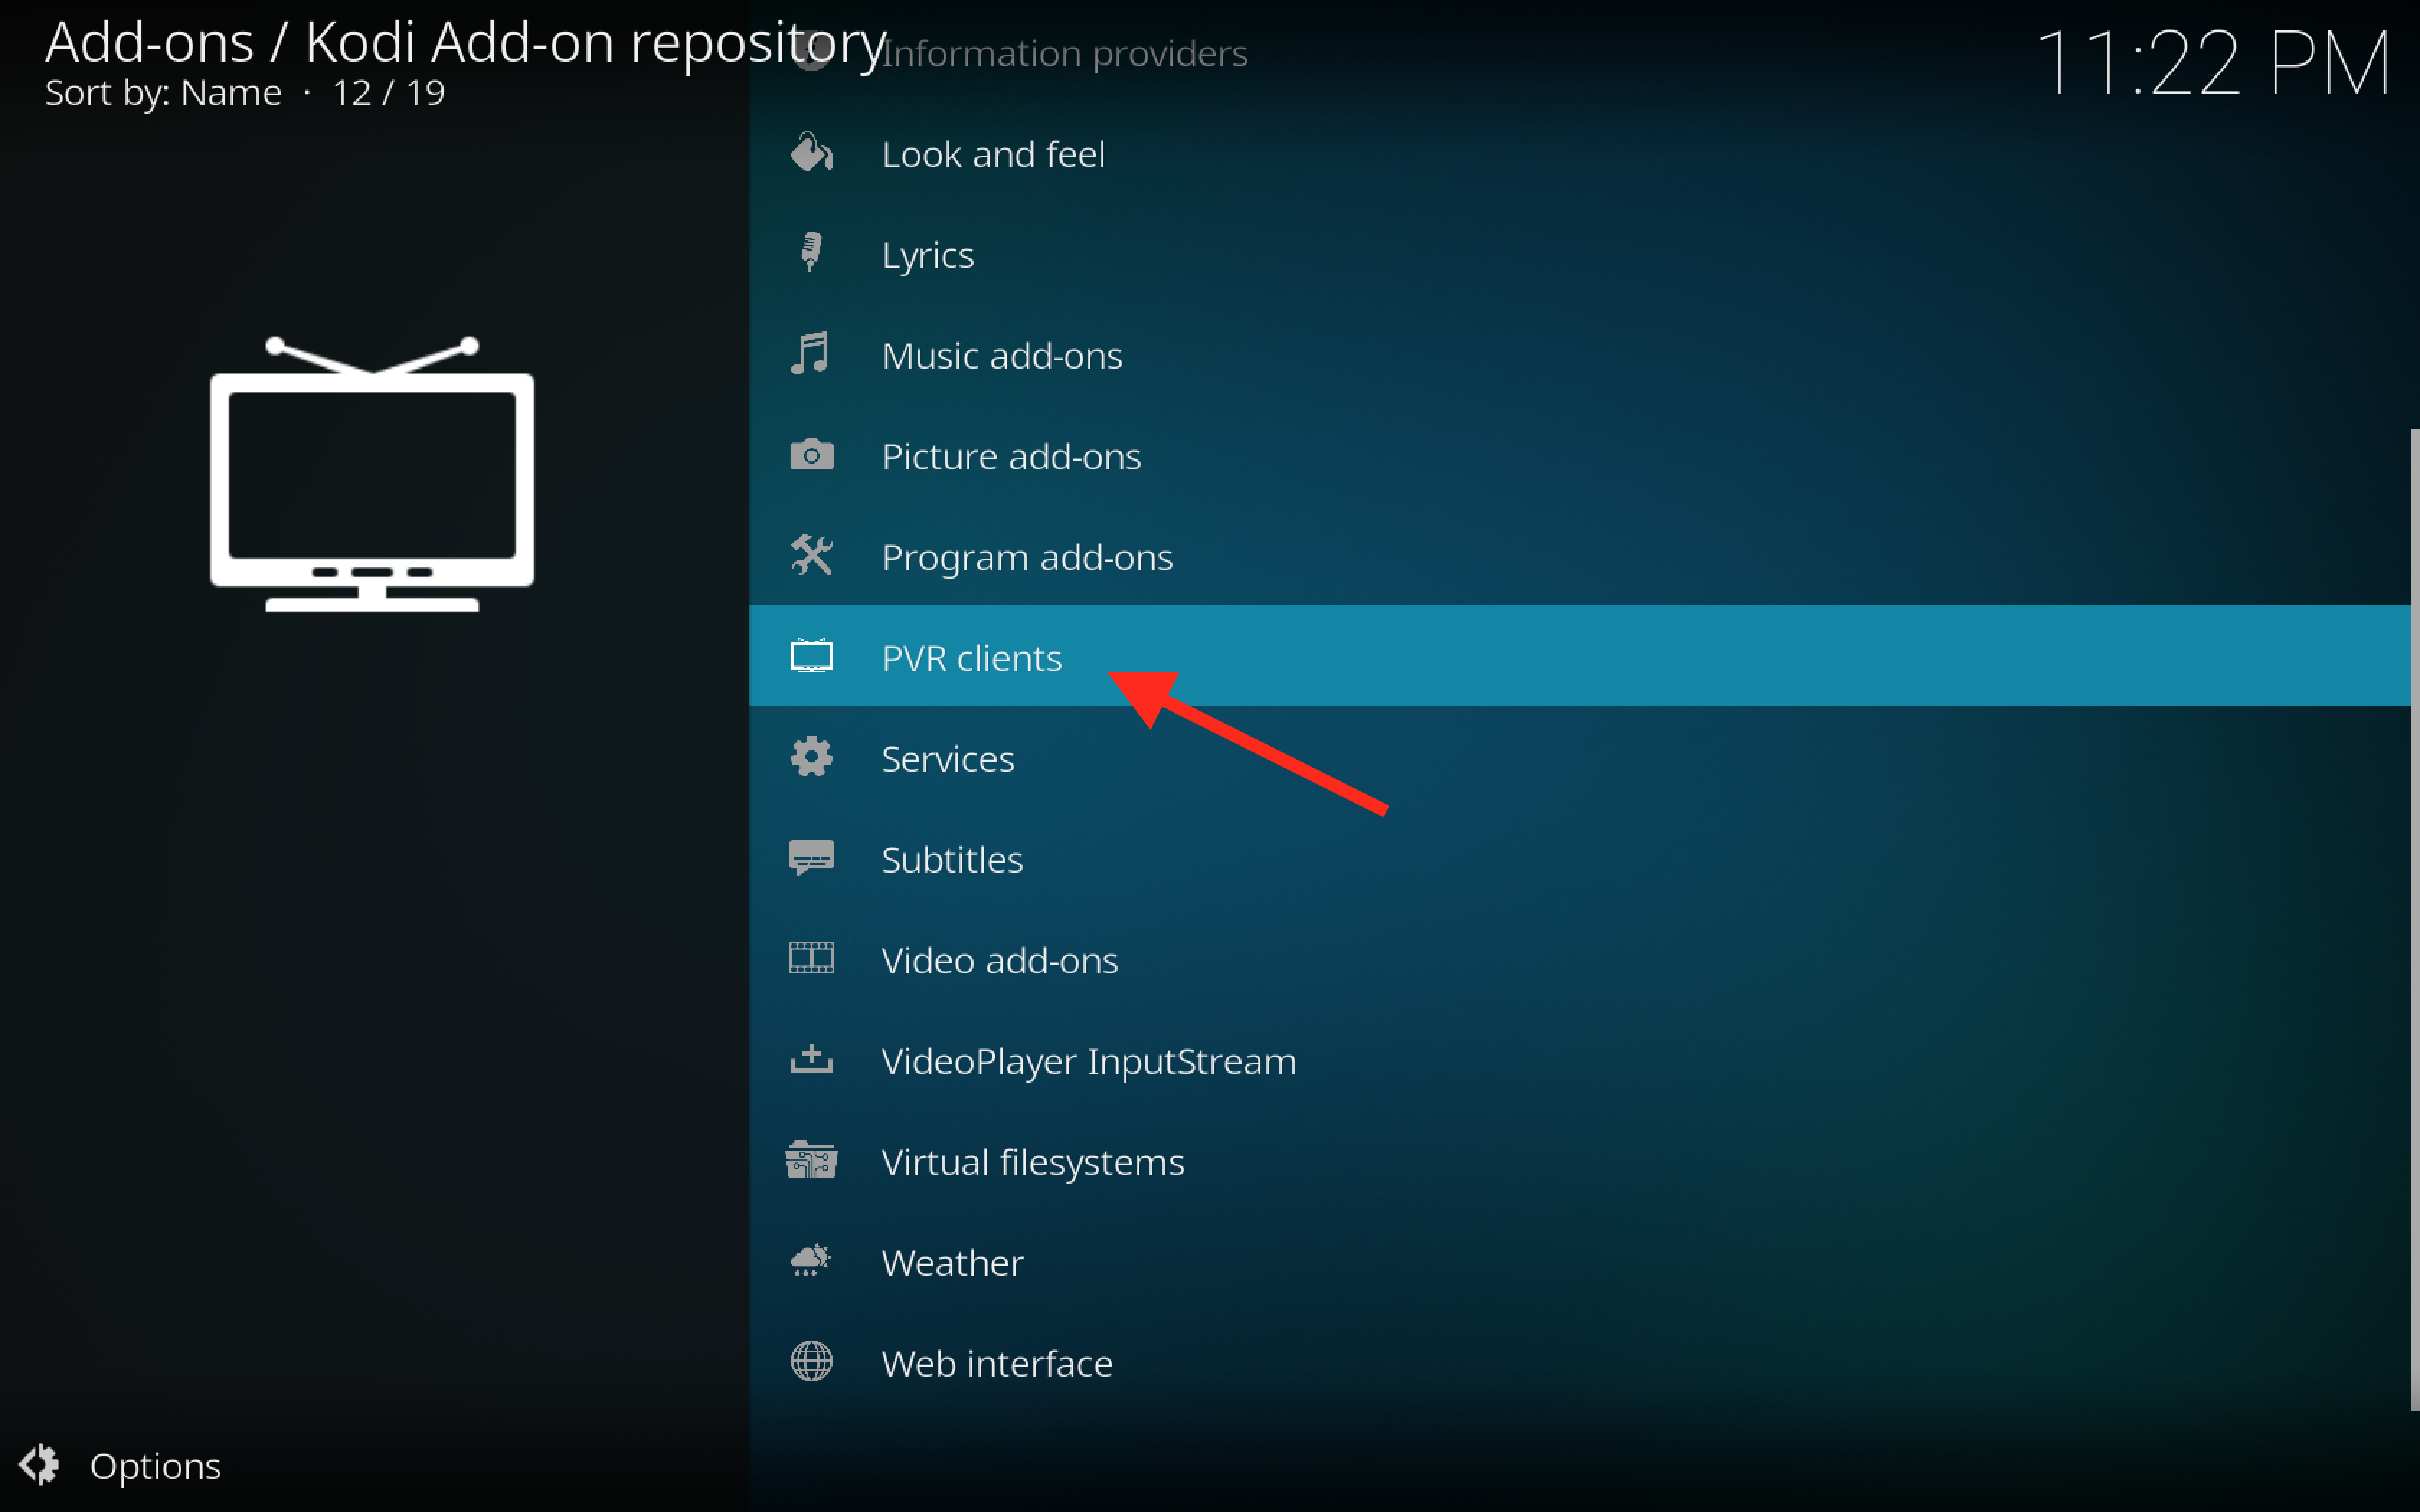 Add-ons / Kodi Add-on repository
Sort by: Name · 12 / 19
11:22 PM
Information providers
Look and feel
Lyrics
Music add-ons
Picture add-ons
Program add-ons
PVR clients
Services
Subtitles
Video add-ons
VideoPlayer InputStream
Virtual filesystems
Weather
Web interface
Options